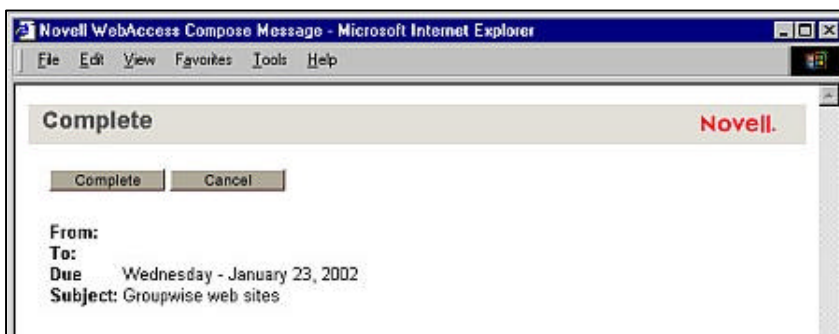 Novell WebAccess Compose Message - Microsoft Internet Explorer
File Edit View Favorites Tools Help
Complete Novell.
Complete Cancel
From:
To:
Due Wednesday - January 23, 2002
Subject: Groupwise web sites